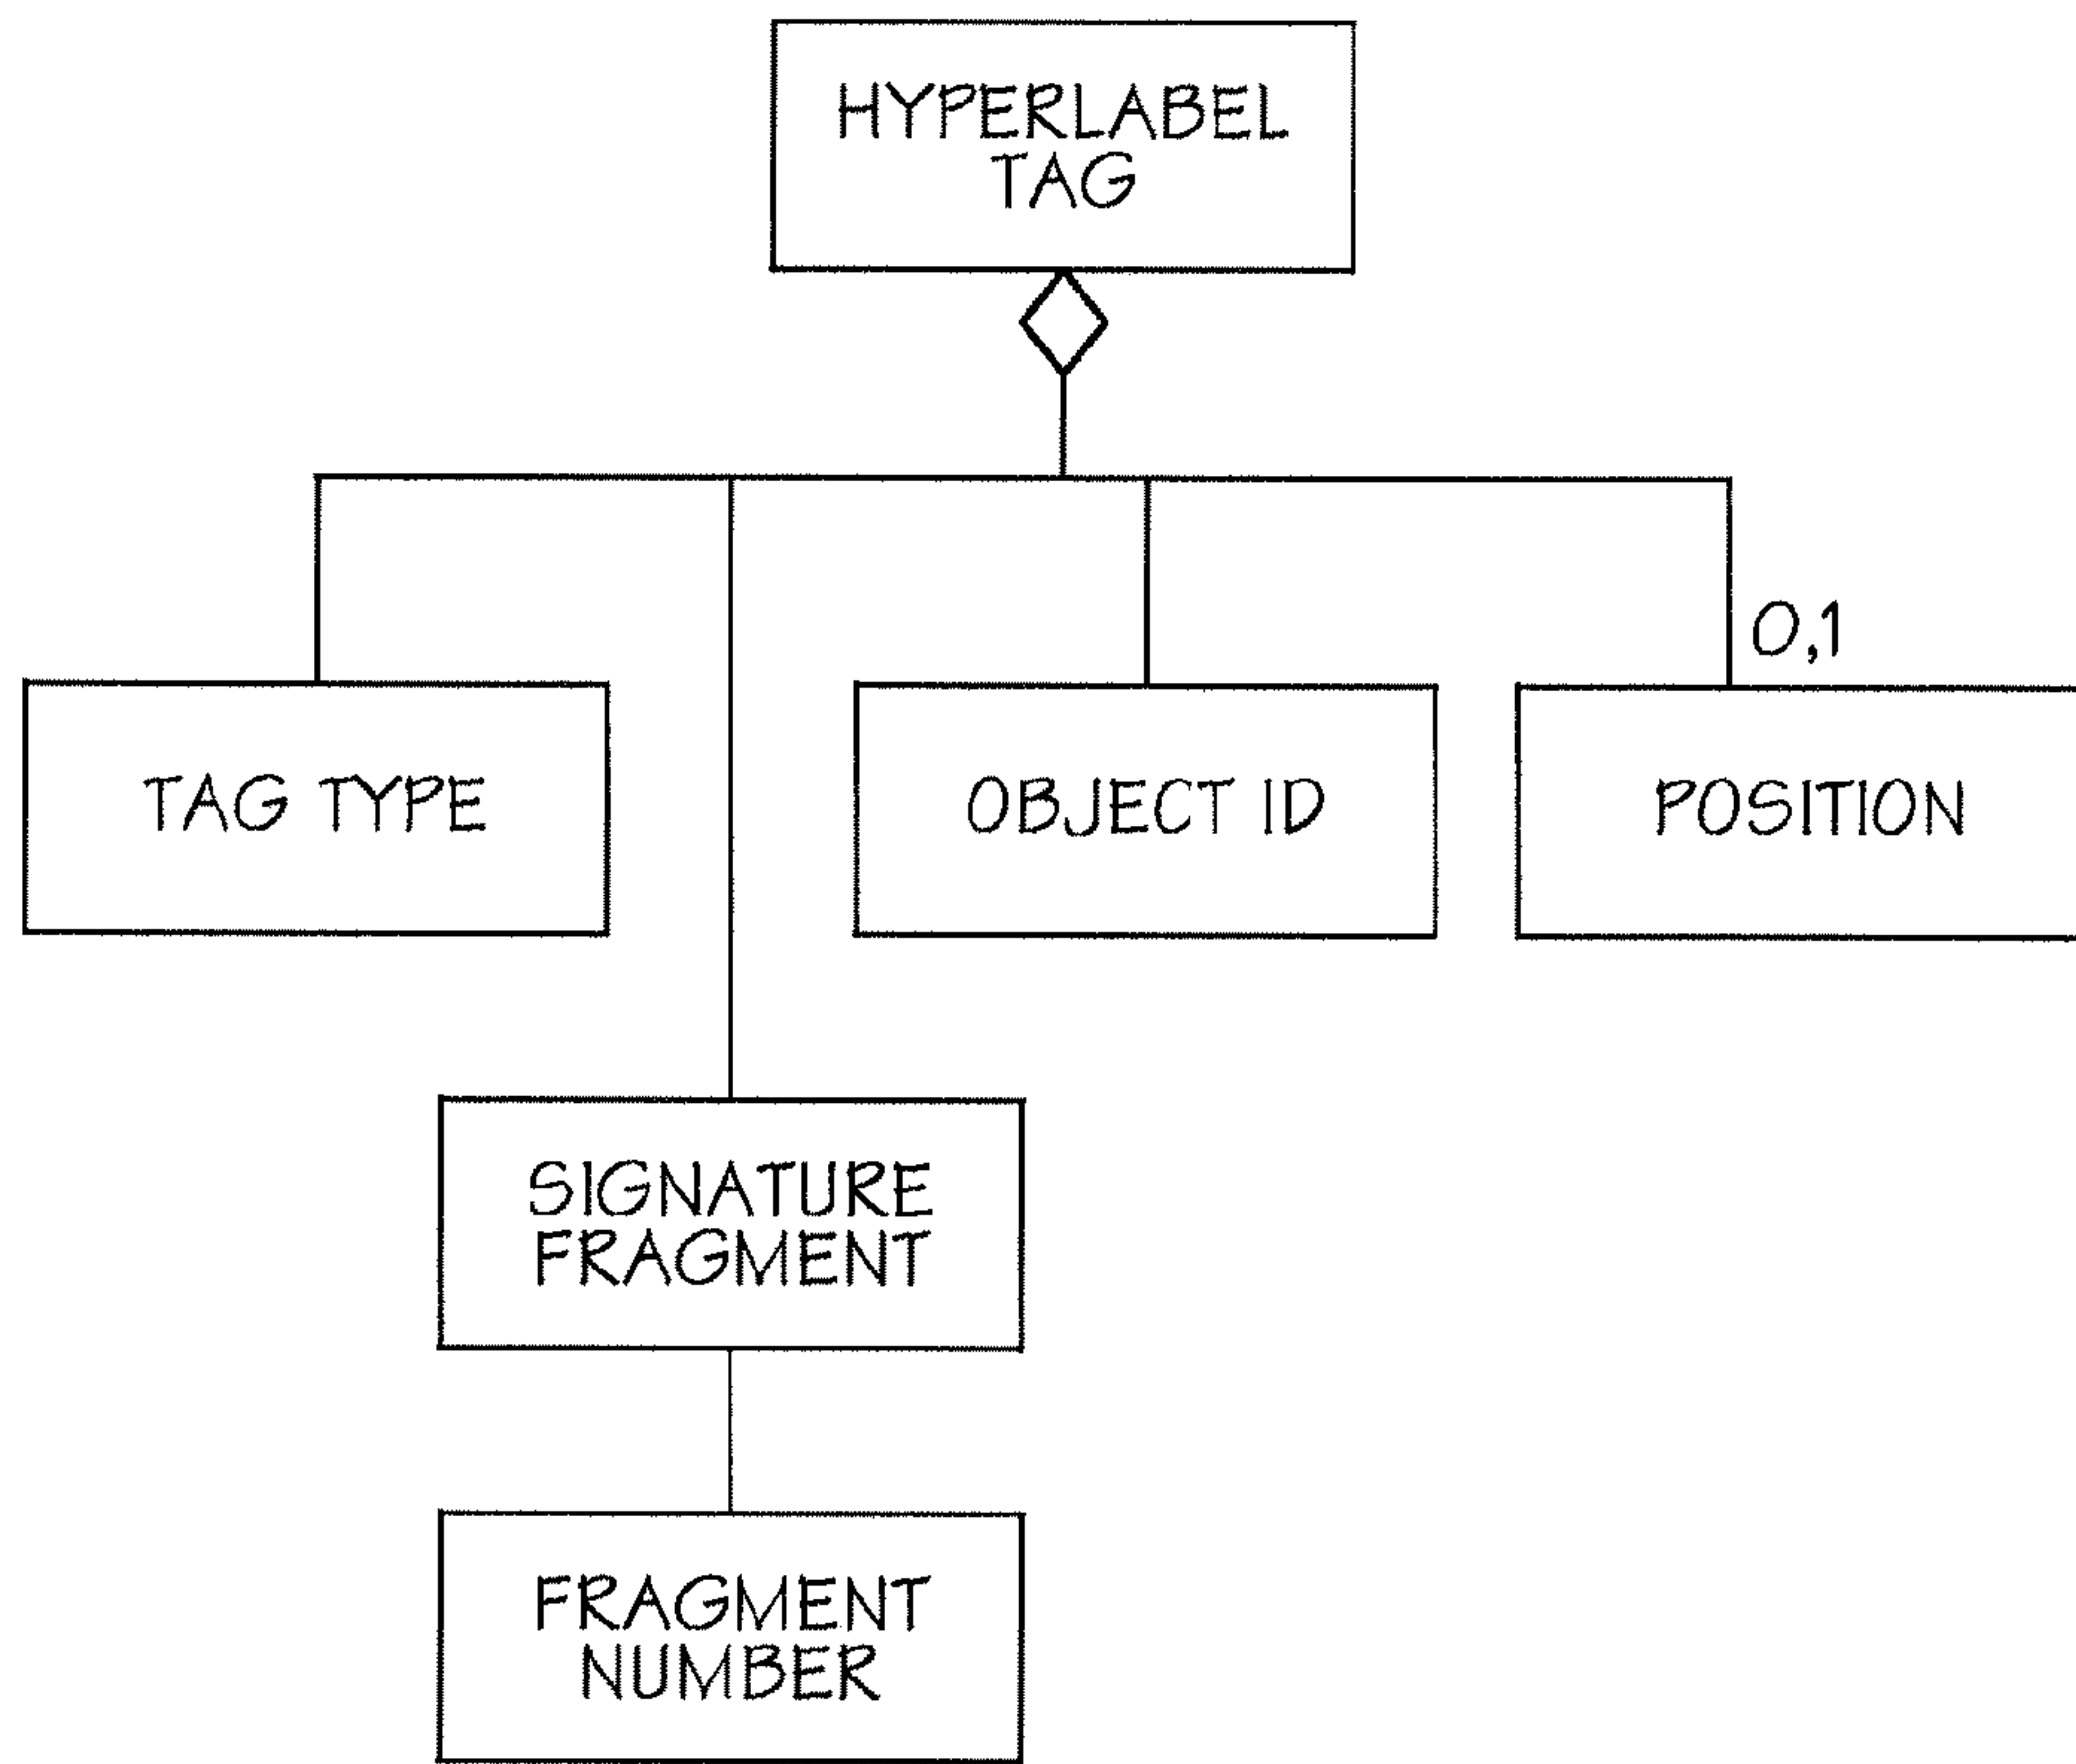 HYPERLABEL
TAG
0,1
TAG TYPE
OBJECT ID
POSITION
SIGNATURE
FRAGMENT
FRAGMENT
NUMBER